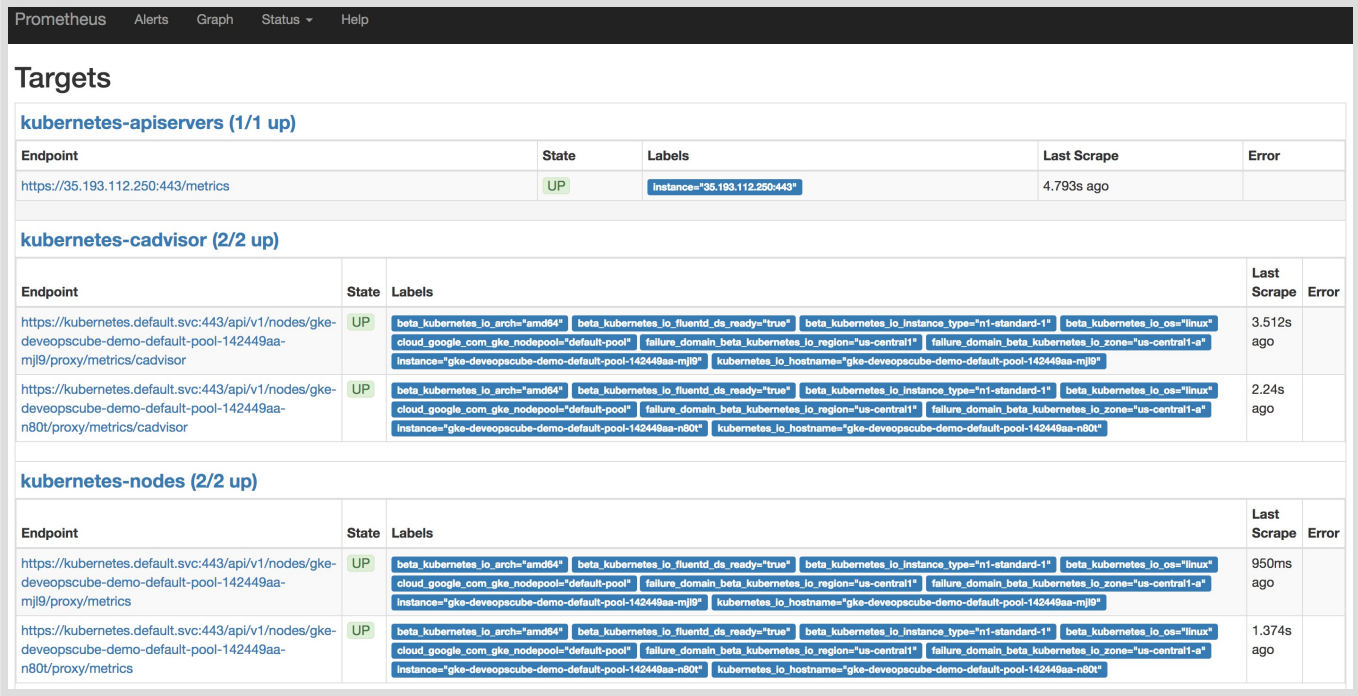 Prometheus Alerts Graph Status Help
Targets
kubernetes-apiservers (1/1 up)
Endpoint State Labels Last Scrape Error
https://35.193.112.250:443/metrics UP instance="35.193.112.250:443" 4.793s ago
kubernetes-cadvisor (2/2 up)
Endpoint State Labels Last Scrape Error
https://kubernetes.default.svc:443/api/v1/nodes/gke-
deveopscube-demo-default-pool-142449aa-
mjl9/proxy/metrics/cadvisor
UP
beta_kubernetes_io_arch="amd64" beta_kubernetes_io_fluentd_ds_ready="true" beta_kubernetes_io_instance_type="n1-standard-1" beta_kubernetes_io_os="linux"
cloud_google_com_gke_nodepool="default-pool" failure_domain_beta_kubernetes_io_region="us-central1" failure_domain_beta_kubernetes_io_zone="us-central1-a"
instance="gke-deveopscube-demo-default-pool-142449aa-mjl9" kubernetes_io_hostname="gke-deveopscube-demo-default-pool-142449aa-mjl9"
3.512s
ago
https://kubernetes.default.svc:443/api/v1/nodes/gke-
deveopscube-demo-default-pool-142449aa-
n80t/proxy/metrics/cadvisor
UP
beta_kubernetes_io_arch="amd64" beta_kubernetes_io_fluentd_ds_ready="true" beta_kubernetes_io_instance_type="n1-standard-1" beta_kubernetes_io_os="linux"
cloud_google_com_gke_nodepool="default-pool" failure_domain_beta_kubernetes_io_region="us-central1" failure_domain_beta_kubernetes_io_zone="us-central1-a"
instance="gke-deveopscube-demo-default-pool-142449aa-n80t" kubernetes_io_hostname="gke-deveopscube-demo-default-pool-142449aa-n80t"
2.24s
ago
kubernetes-nodes (2/2 up)
Endpoint State Labels Last Scrape Error
https://kubernetes.default.svc:443/api/v1/nodes/gke-
deveopscube-demo-default-pool-142449aa-
mjl9/proxy/metrics
UP
beta_kubernetes_io_arch="amd64" beta_kubernetes_io_fluentd_ds_ready="true" beta_kubernetes_io_instance_type="n1-standard-1" beta_kubernetes_io_os="linux"
cloud_google_com_gke_nodepool="default-pool" failure_domain_beta_kubernetes_io_region="us-central1" failure_domain_beta_kubernetes_io_zone="us-central1-a"
instance="gke-deveopscube-demo-default-pool-142449aa-mjl9" kubernetes_io_hostname="gke-deveopscube-demo-default-pool-142449aa-mjl9"
950ms
ago
https://kubernetes.default.svc:443/api/v1/nodes/gke-
deveopscube-demo-default-pool-142449aa-
n80t/proxy/metrics
UP
beta_kubernetes_io_arch="amd64" beta_kubernetes_io_fluentd_ds_ready="true" beta_kubernetes_io_instance_type="n1-standard-1" beta_kubernetes_io_os="linux"
cloud_google_com_gke_nodepool="default-pool" failure_domain_beta_kubernetes_io_region="us-central1" failure_domain_beta_kubernetes_io_zone="us-central1-a"
instance="gke-deveopscube-demo-default-pool-142449aa-n80t" kubernetes_io_hostname="gke-deveopscube-demo-default-pool-142449aa-n80t"
1.374s
ago